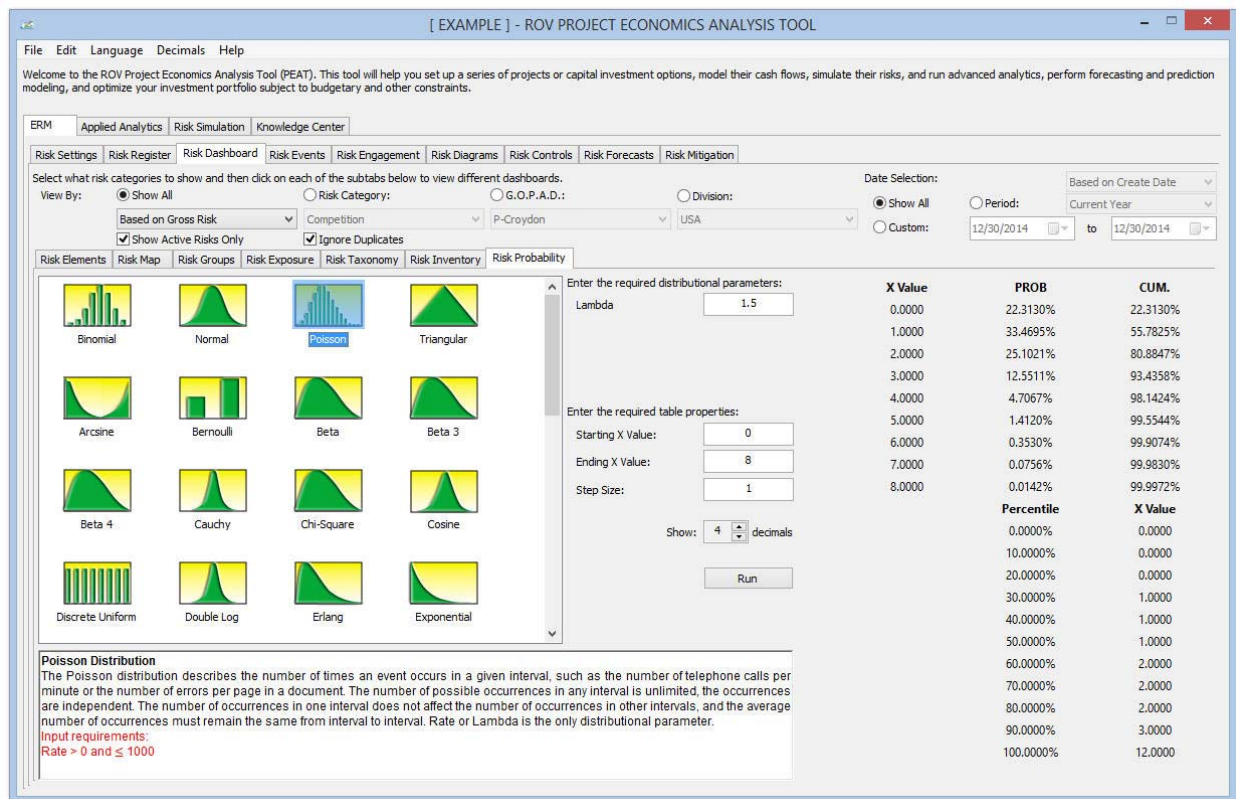 [ EXAMPLE ] - ROV PROJECT ECONOMICS ANALYSIS TOOL
File Edit Language Decimals Help
Welcome to the ROV Project Economics Analysis Tool (PEAT). This tool will help you set up a series of projects or capital investment options, model their cash flows, simulate their risks, and run advanced analytics, perform forecasting and prediction
modeling, and optimize your investment portfolio subject to budgetary and other constraints.
ERM Applied Analytics Risk Simulation Knowledge Center
Risk Settings Risk Register Risk Dashboard Risk Events Risk Engagement Risk Diagrams Risk Controls Risk Forecasts Risk Mitigation
Select what risk categories to show and then click on each of the subtabs below to view different dashboards.
View By: Show All Risk Category: G.O.P.A.D.: Division:
Based on Gross Risk Competition P-Croydon USA
Show Active Risks Only Ignore Duplicates
Date Selection: Based on Create Date
Show All Period: Current Year
Custom: 12/30/2014 to 12/30/2014
Risk Elements Risk Map Risk Groups Risk Exposure Risk Taxonomy Risk Inventory Risk Probability
Binomial Normal Poisson Triangular
Arcsine Bernoulli Beta Beta 3
Beta 4 Cauchy Chi-Square Cosine
Discrete Uniform Double Log Erlang Exponential
Enter the required distributional parameters:
Lambda 1.5
Enter the required table properties:
Starting X Value: 0
Ending X Value: 8
Step Size: 1
Show: 4 decimals
Run
X Value PROB CUM.
0.0000 22.3130% 22.3130%
1.0000 33.4695% 55.7825%
2.0000 25.1021% 80.8847%
3.0000 12.5511% 93.4358%
4.0000 4.7067% 98.1424%
5.0000 1.4120% 99.5544%
6.0000 0.3530% 99.9074%
7.0000 0.0756% 99.9830%
8.0000 0.0142% 99.9972%
Percentile X Value
0.0000% 0.0000
10.0000% 0.0000
20.0000% 0.0000
30.0000% 1.0000
40.0000% 1.0000
50.0000% 1.0000
60.0000% 2.0000
70.0000% 2.0000
80.0000% 2.0000
90.0000% 3.0000
100.0000% 12.0000
Poisson Distribution
The Poisson distribution describes the number of times an event occurs in a given interval, such as the number of telephone calls per
minute or the number of errors per page in a document. The number of possible occurrences in any interval is unlimited, the occurrences
are independent. The number of occurrences in one interval does not affect the number of occurrences in other intervals, and the average
number of occurrences must remain the same from interval to interval. Rate or Lambda is the only distributional parameter.
Input requirements:
Rate > 0 and ≤ 1000